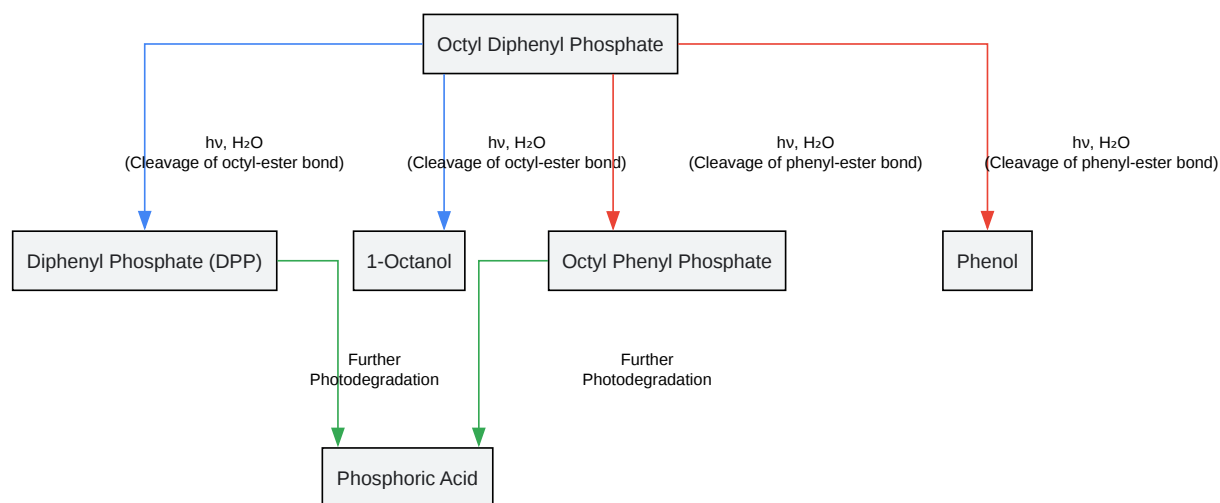 Octyl Diphenyl Phosphate
hν, H₂O
(Cleavage of octyl-ester bond)
hν, H₂O
(Cleavage of octyl-ester bond)
hν, H₂O
(Cleavage of phenyl-ester bond)
hν, H₂O
(Cleavage of phenyl-ester bond)
Diphenyl Phosphate (DPP)
1-Octanol
Octyl Phenyl Phosphate
Phenol
Further
Photodegradation
Further
Photodegradation
Phosphoric Acid